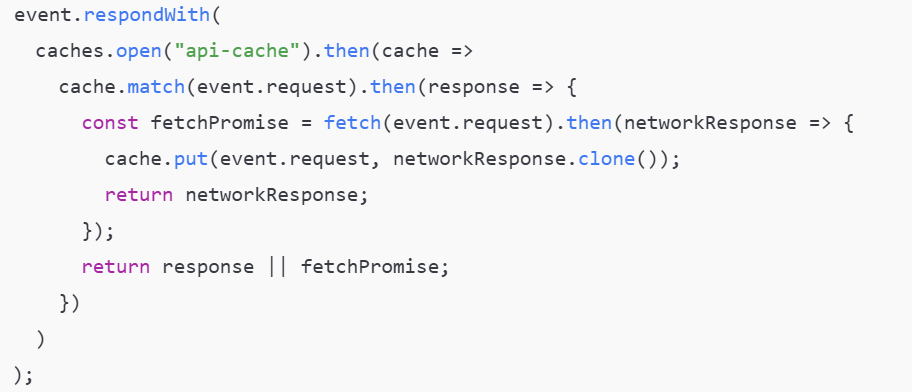 event.respondWith(
  caches.open("api-cache").then(cache =>
    cache.match(event.request).then(response => {
      const fetchPromise = fetch(event.request).then(networkResponse => {
        cache.put(event.request, networkResponse.clone());
        return networkResponse;
      });
      return response || fetchPromise;
    })
  )
);